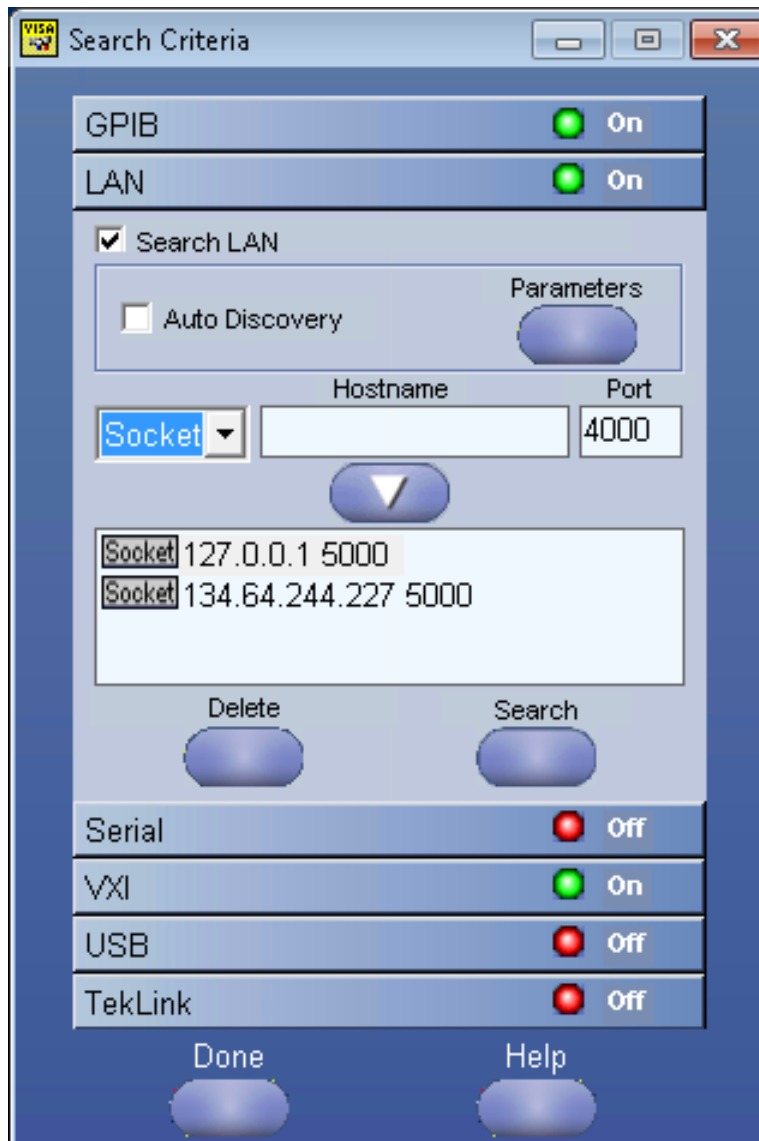 VISA Search Criteria
GPIB On
LAN On
Search LAN
Auto Discovery Parameters
Hostname Port
Socket 4000
Socket 127.0.0.1 5000
Socket 134.64.244.227 5000
Delete Search
Serial Off
VXI On
USB Off
TekLink Off
Done Help